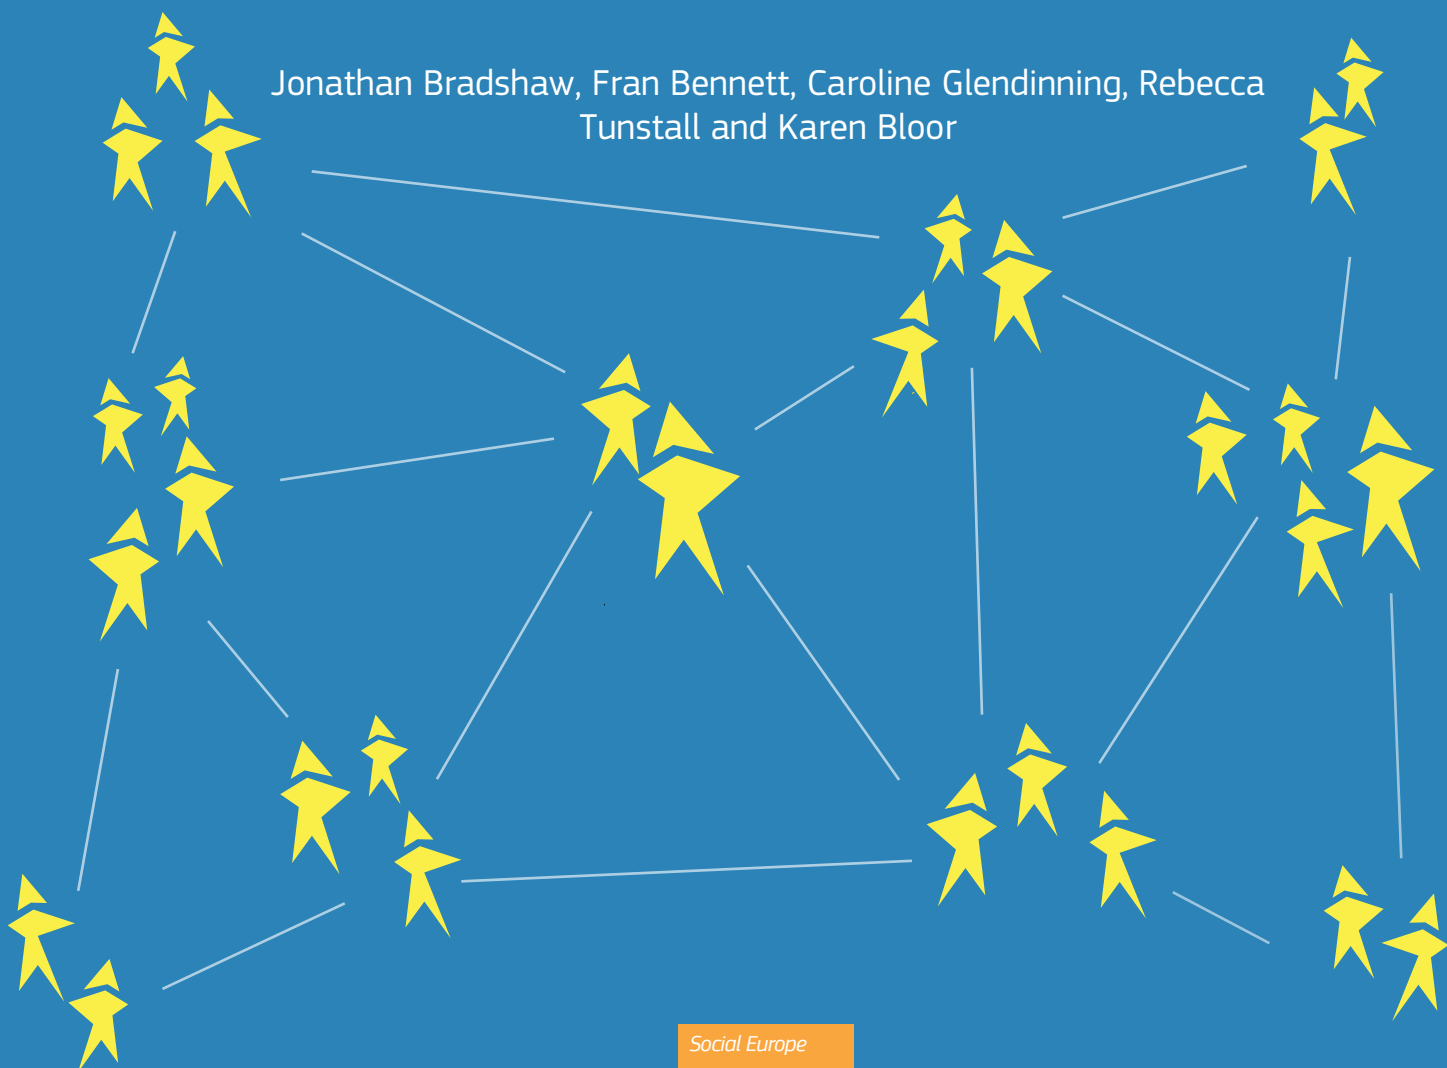 Jonathan Bradshaw, Fran Bennett, Caroline Glendinning, Rebecca
Tunstall and Karen Bloor
Social Europe